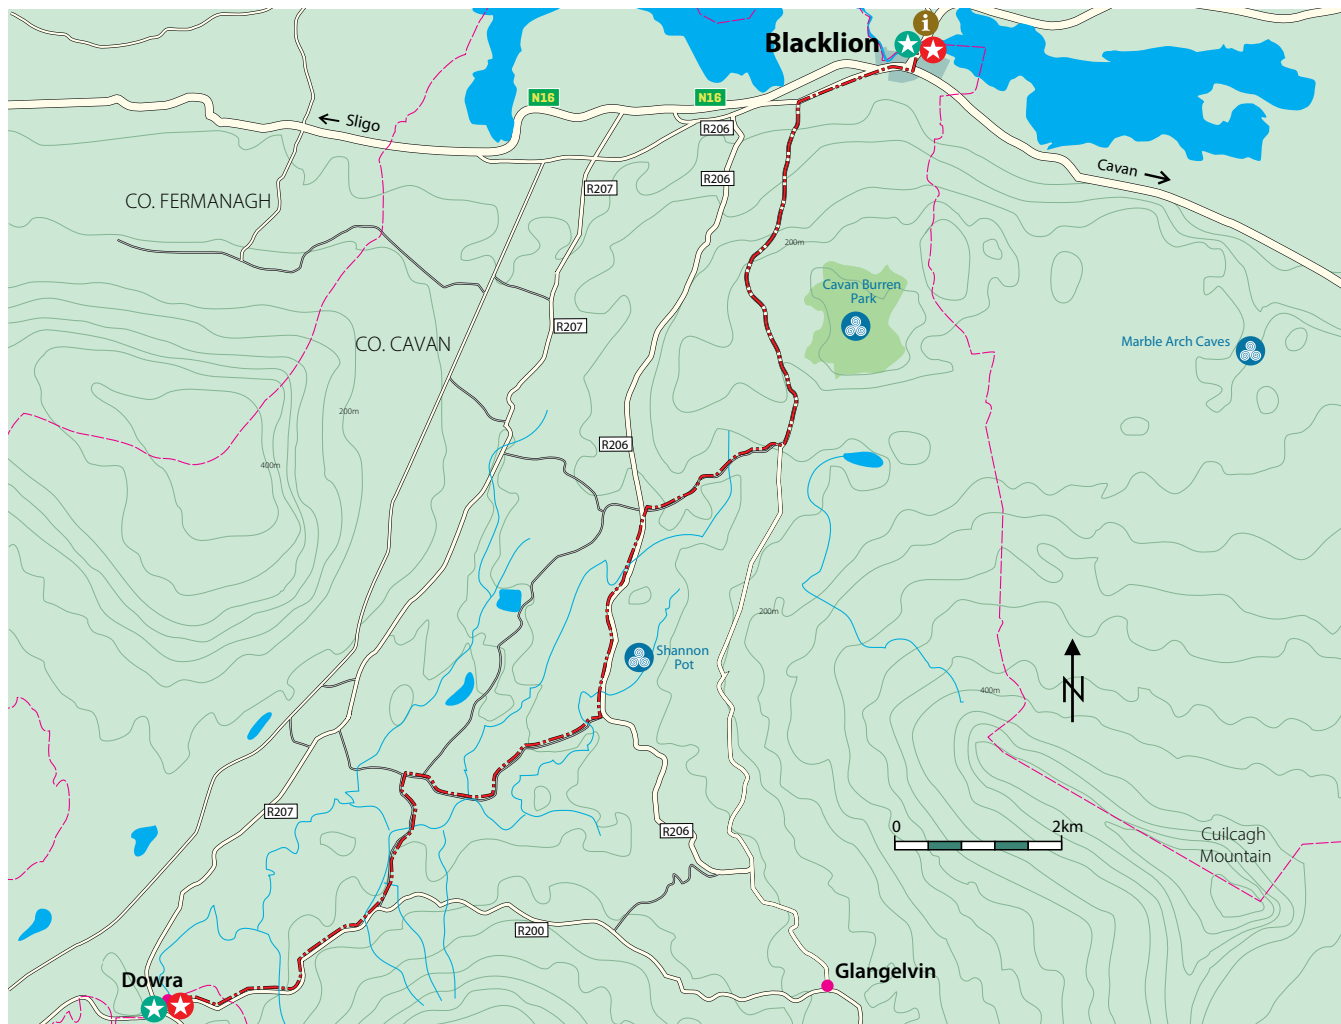 i
Blacklion
N16
N16
Sligo
R206
Cavan
R206
R207
CO. FERMANAGH
200m
Cavan Burren
Park
R207
CO. CAVAN
Marble Arch Caves
200m
R206
400m
200m
Shannon
Pot
400m
N
R207
0
2km
R206
Cuilcagh
Mountain
R200
Dowra
Glangelvin